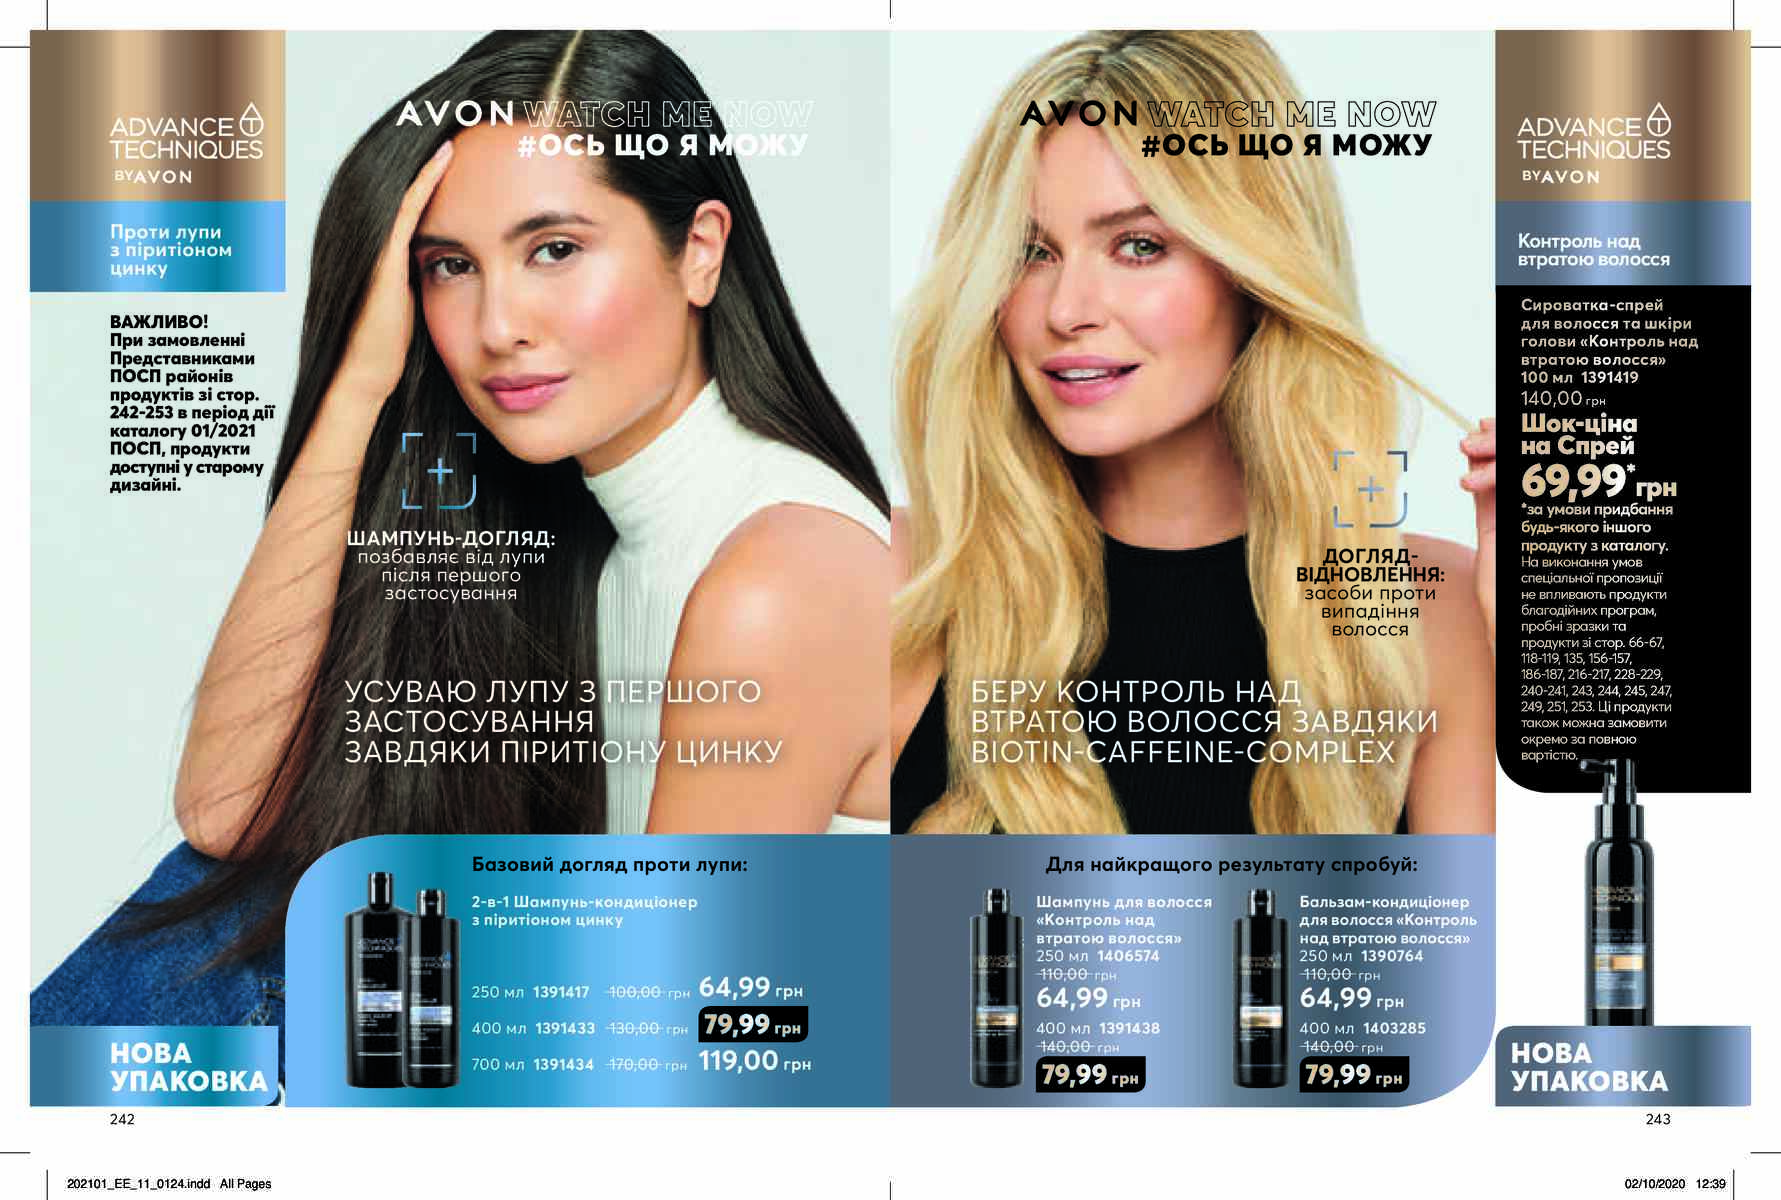 ADVANCE
TECHNIQUES
BY AVON
Проти лупи
з піритіоном
цинку
ВАЖЛИВО!
При замовленні
Представниками
ПОСП районів
продуктів зі стор.
242-253 в період дії
каталогу 01/2021
ПОСП, продукти
доступні у старому
дизайні.
AVON WATCH ME NOW
#ОСЬ ЩО Я МОЖУ
ШАМПУНЬ-ДОГЛЯД:
позбавляє від лупи
після першого
застосування
УСУВАЮ ЛУПУ З ПЕРШОГО
ЗАСТОСУВАННЯ
ЗАВДЯКИ ПІРИТІОНУ ЦИНКУ
Базовий догляд проти лупи:
2-в-1 Шампунь-кондиціонер
з піритіоном цинку
250 мл 1391417 100,00 грн 64,99 грн
400 мл 1391433 130,00 грн 79,99 грн
700 мл 1391434 170,00 грн 119,00 грн
НОВА
УПАКОВКА
242
AVON WATCH ME NOW
#ОСЬ ЩО Я МОЖУ
ДОГЛЯД-
ВІДНОВЛЕННЯ:
засоби проти
випадіння
волосся
БЕРУ КОНТРОЛЬ НАД
ВТРАТОЮ ВОЛОССЯ ЗАВДЯКИ
BIOTIN-CAFFEINE-COMPLEX
Для найкращого результату спробуй:
Шампунь для волосся
«Контроль над
втратою волосся»
250 мл 1406574
110,00 грн
64,99 грн
400 мл 1391438
140,00 грн
79,99 грн
Бальзам-кондиціонер
для волосся «Контроль
над втратою волосся»
250 мл 1390764
110,00 грн
64,99 грн
400 мл 1403285
140,00 грн
79,99 грн
ADVANCE
TECHNIQUES
BY AVON
Контроль над
втратою волосся
Сироватка-спрей
для волосся та шкіри
голови «Контроль над
втратою волосся»
100 мл 1391419
140,00 грн
Шок-ціна
на Спрей
69,99* грн
*за умови придбання
будь-якого іншого
продукту з каталогу.
На виконання умов
спеціальної пропозиції
не впливають продукти
благодійних програм,
пробні зразки та
продукти зі стор. 66-67,
118-119, 135, 156-157,
186-187, 216-217, 228-229,
240-241, 243, 244, 245, 247,
249, 251, 253. Ці продукти
також можна замовити
окремо за повною
вартістю.
ADVANCE
TECHNIQUES
НОВА
УПАКОВКА
243
202101_EE_11_0124.indd All Pages
02/10/2020 12:39